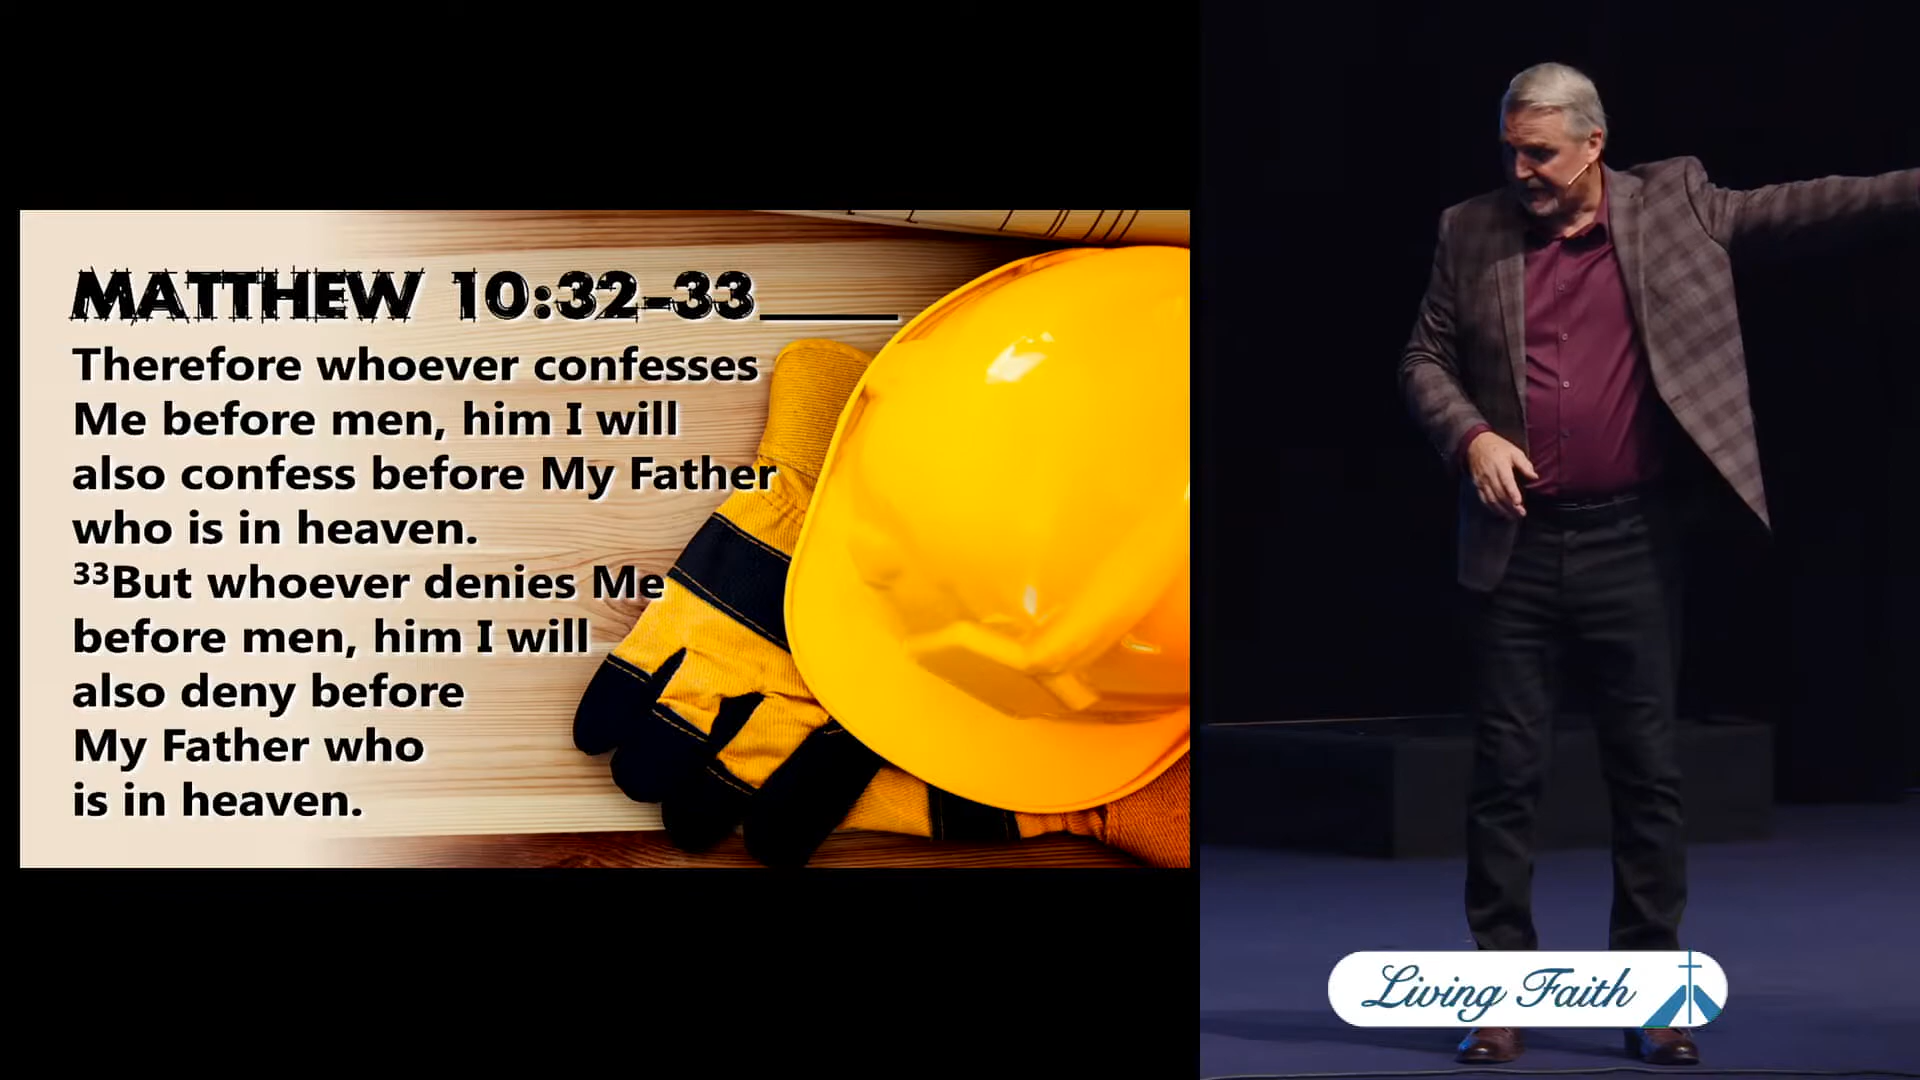 MATTHEW 10:32-33
Therefore whoever confesses
Me before men, him I will
also confess before My Father
who is in heaven.
³³But whoever denies Me
before men, him I will
also deny before
My Father who
is in heaven.
Living Faith